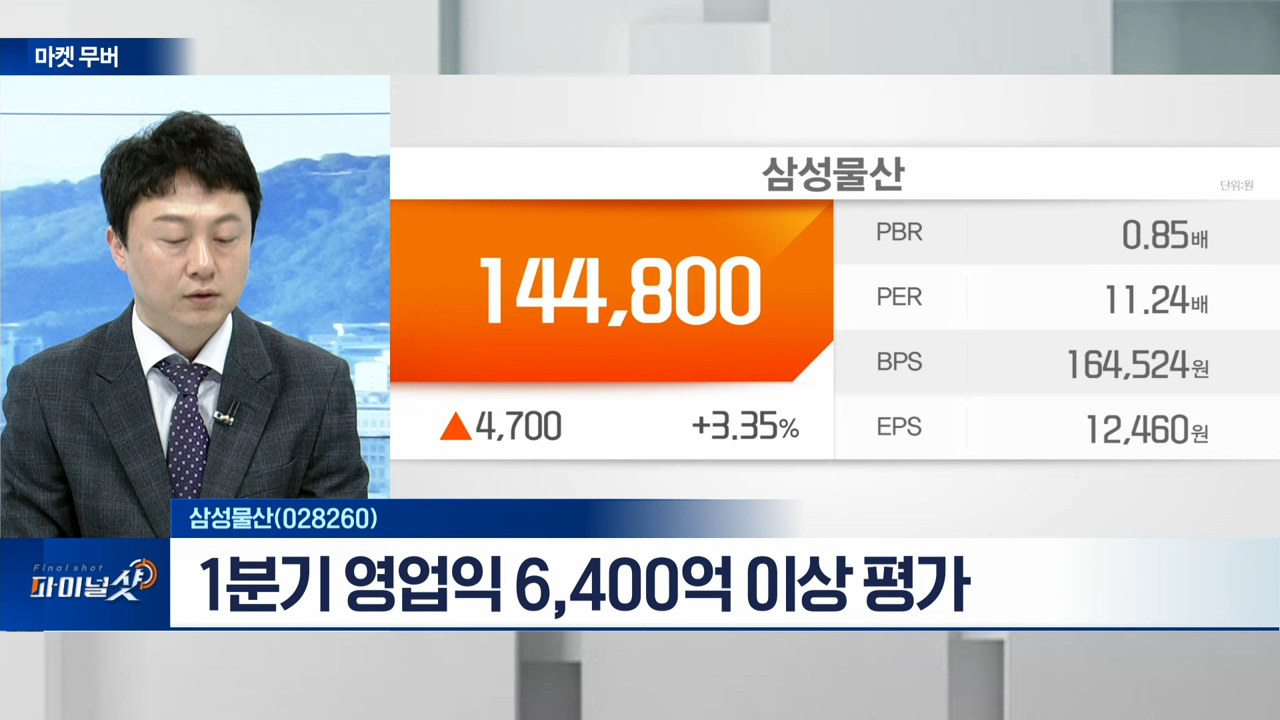 마켓 무버
삼성물산
단위:원
144,800
▲4,700 +3.35%
PBR 0.85배
PER 11.24배
BPS 164,524원
EPS 12,460원
삼성물산(028260)
Final shot
파이널샷
1분기 영업익 6,400억 이상 평가